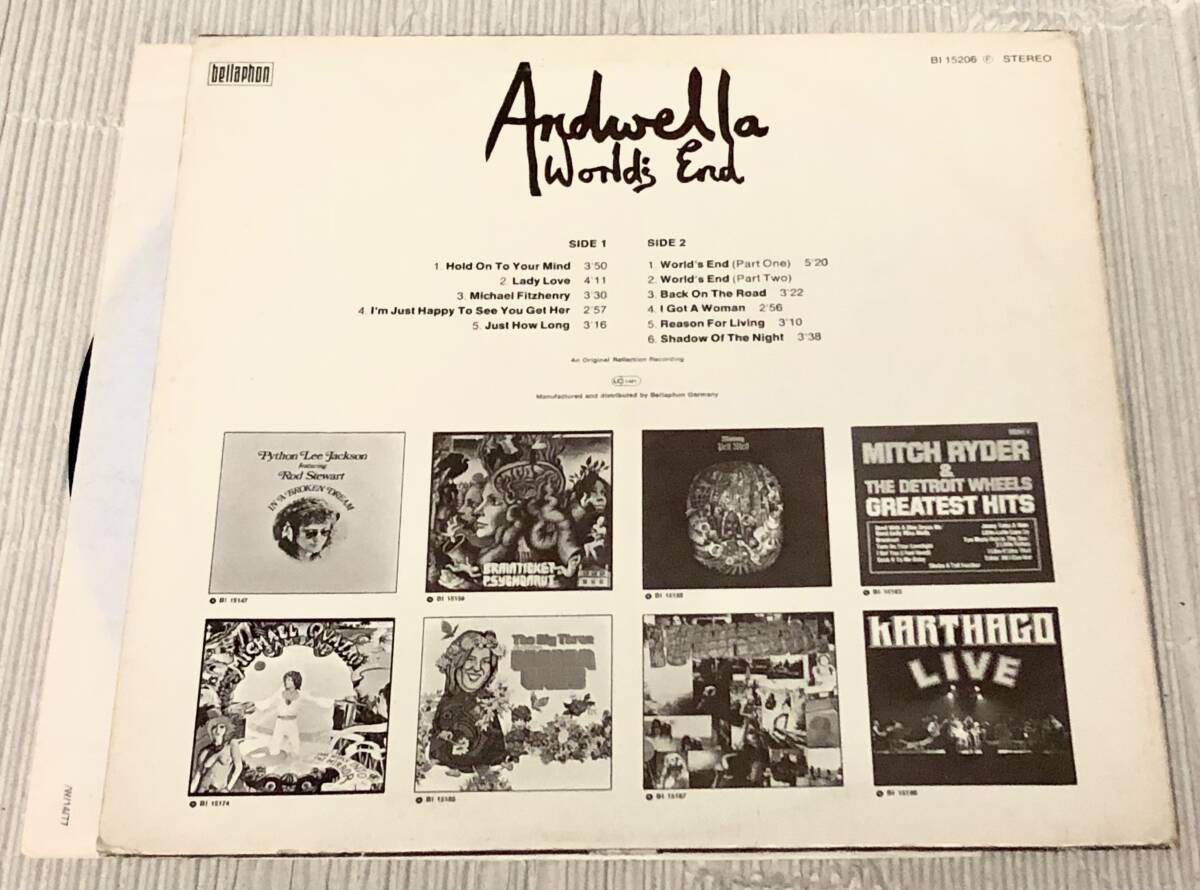 bellaphon
BI 15206 Ⓟ STEREO
Andwella
World's End
SIDE 1
1. Hold On To Your Mind 3'50
2. Lady Love 4'11
3. Michael Fitzhenry 3'30
4. I'm Just Happy To See You Get Her 2'57
5. Just How Long 3'16
SIDE 2
1. World's End (Part One) 5'20
2. World's End (Part Two)
3. Back On The Road 3'22
4. I Got A Woman 2'56
5. Reason For Living 3'10
6. Shadow Of The Night 3'38
An Original Reflection Recording
Manufactured and distributed by Bellaphon Germany
Python Lee Jackson
featuring
Rod Stewart
IN A BROKEN DREAM
BI 15147
BRAINTICKET
PSYCHONAUT
Pell Mell
MITCH RYDER
&
THE DETROIT WHEELS
GREATEST HITS
MICHAEL QUATRO
BI 15174
The Big Three
BI 15187
KARTHAGO
LIVE